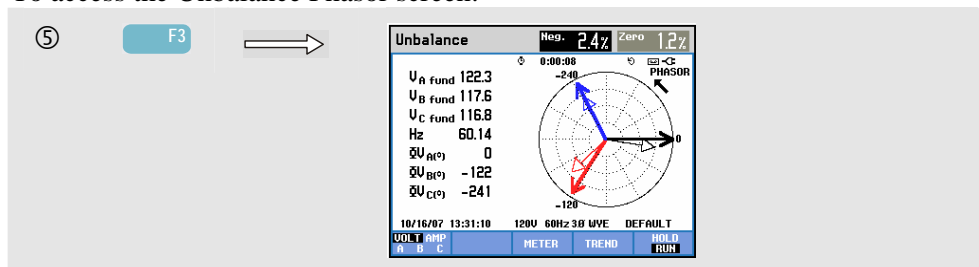 To access the Unbalance Phasor screen:
⑤ F3
Unbalance Neg. 2.4% Zero 1.2%
0:00:08
PHASOR
-240
VA fund 122.3
VB fund 117.6
VC fund 116.8
Hz 60.14
ΦVA(°) 0
ΦVB(°) -122
ΦVC(°) -241
0
-120
10/16/07 13:31:10 120V 60Hz 3Ø WYE DEFAULT
VOLT AMP
A B C
METER TREND
HOLD
RUN